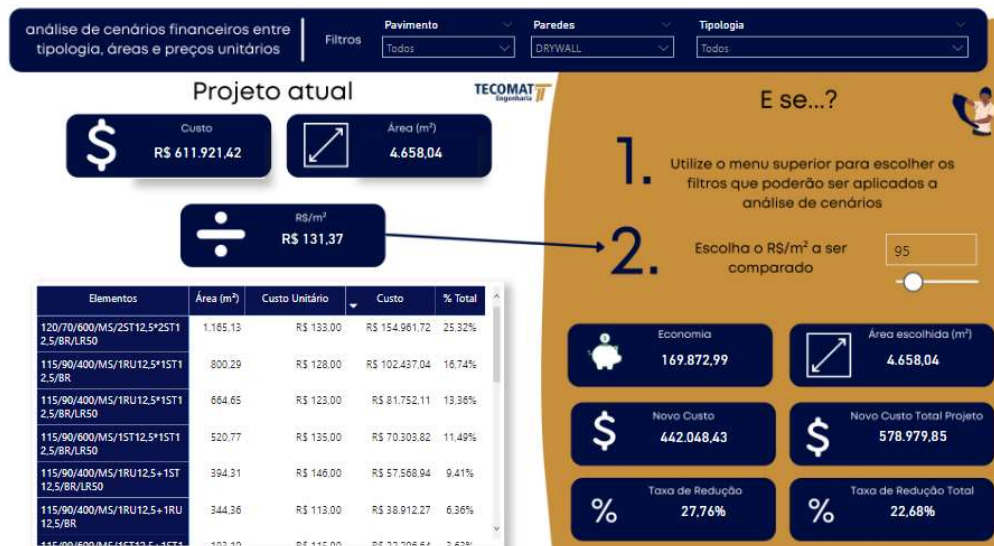 análise de cenários financeiros entre
tipologia, áreas e preços unitários
Filtros
Pavimento
Todos
Paredes
DRYWALL
Tipologia
Todos
Projeto atual
TECOMAT
Engenharia
Custo
R$ 611.921,42
Área (m²)
4.658,04
R$/m²
R$ 131,37
Elementos Área (m²) Custo Unitário Custo % Total
120/70/600/MS/2ST12,5*2ST1
2,5/BR/LR50
1.165,13 R$ 133,00 R$ 154.961,72 25,32%
115/90/400/MS/1RU12,5*1ST1
2,5/BR
800,29 R$ 128,00 R$ 102.437,04 16,74%
115/90/400/MS/1RU12,5*1ST1
2,5/BR/LR50
664,65 R$ 123,00 R$ 81.752,11 13,36%
115/90/600/MS/1ST12,5*1ST1
2,5/BR/LR50
520,77 R$ 135,00 R$ 70.303,82 11,49%
115/90/400/MS/1RU12,5+1ST
12,5/BR/LR50
394,31 R$ 146,00 R$ 57.568,94 9,41%
115/90/400/MS/1RU12,5+1RU
12,5/BR
344,36 R$ 113,00 R$ 38.912,27 6,36%
E se...?
1.
Utilize o menu superior para escolher os
filtros que poderão ser aplicados a
análise de cenários
2.
Escolha o R$/m² a ser
comparado
95
Economia
169.872,99
Área escolhida (m²)
4.658,04
Novo Custo
442.048,43
Novo Custo Total Projeto
578.979,85
Taxa de Redução
27,76%
Taxa de Redução Total
22,68%